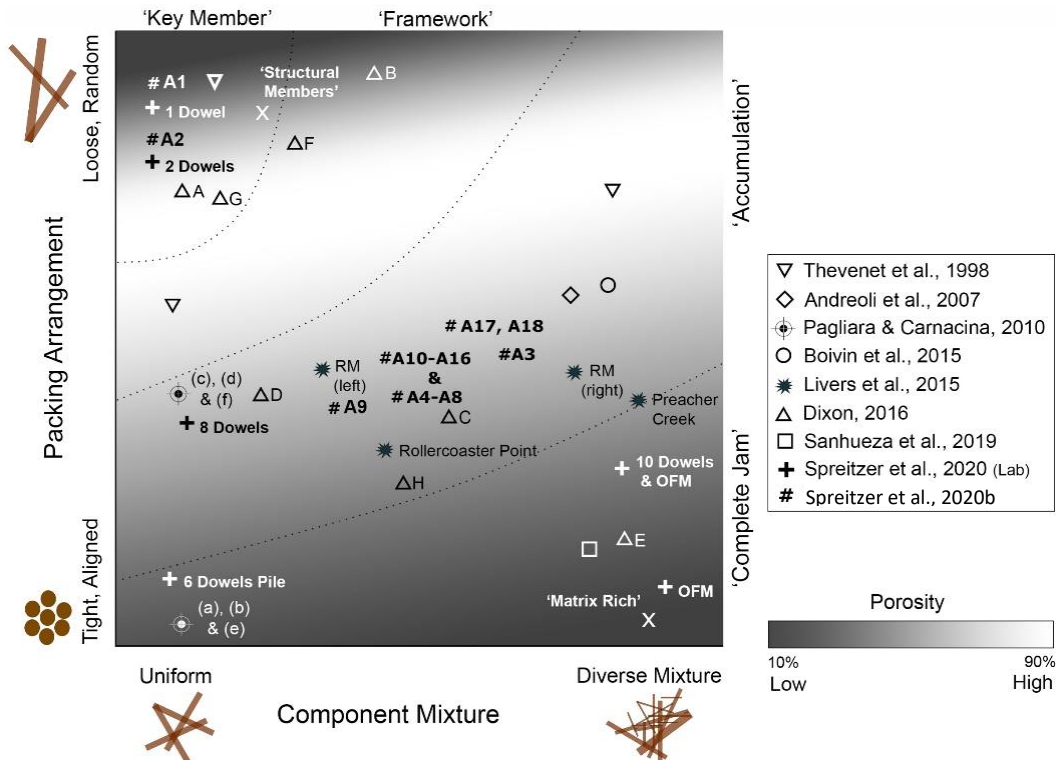 'Key Member'
'Framework'
Loose, Random
Packing Arrangement
Tight, Aligned
# A1
'Structural
Members'
X
B
1 Dowel
# A2
F
2 Dowels
A
G
'Accumulation'
# A17, A18
# A10-A16
&
# A4-A8
# A3
RM
(left)
RM
(right)
(c), (d)
& (f)
D
# A9
C
Preacher
Creek
8 Dowels
Rollercoaster Point
10 Dowels
& OFM
H
'Complete Jam'
E
6 Dowels Pile
OFM
(a), (b)
& (e)
'Matrix Rich'
X
Thevenet et al., 1998
Andreoli et al., 2007
Pagliara & Carnacina, 2010
Boivin et al., 2015
Livers et al., 2015
Dixon, 2016
Sanhueza et al., 2019
Spreitzer et al., 2020 (Lab)
# Spreitzer et al., 2020b
Porosity
10%
90%
Low
High
Uniform
Diverse Mixture
Component Mixture